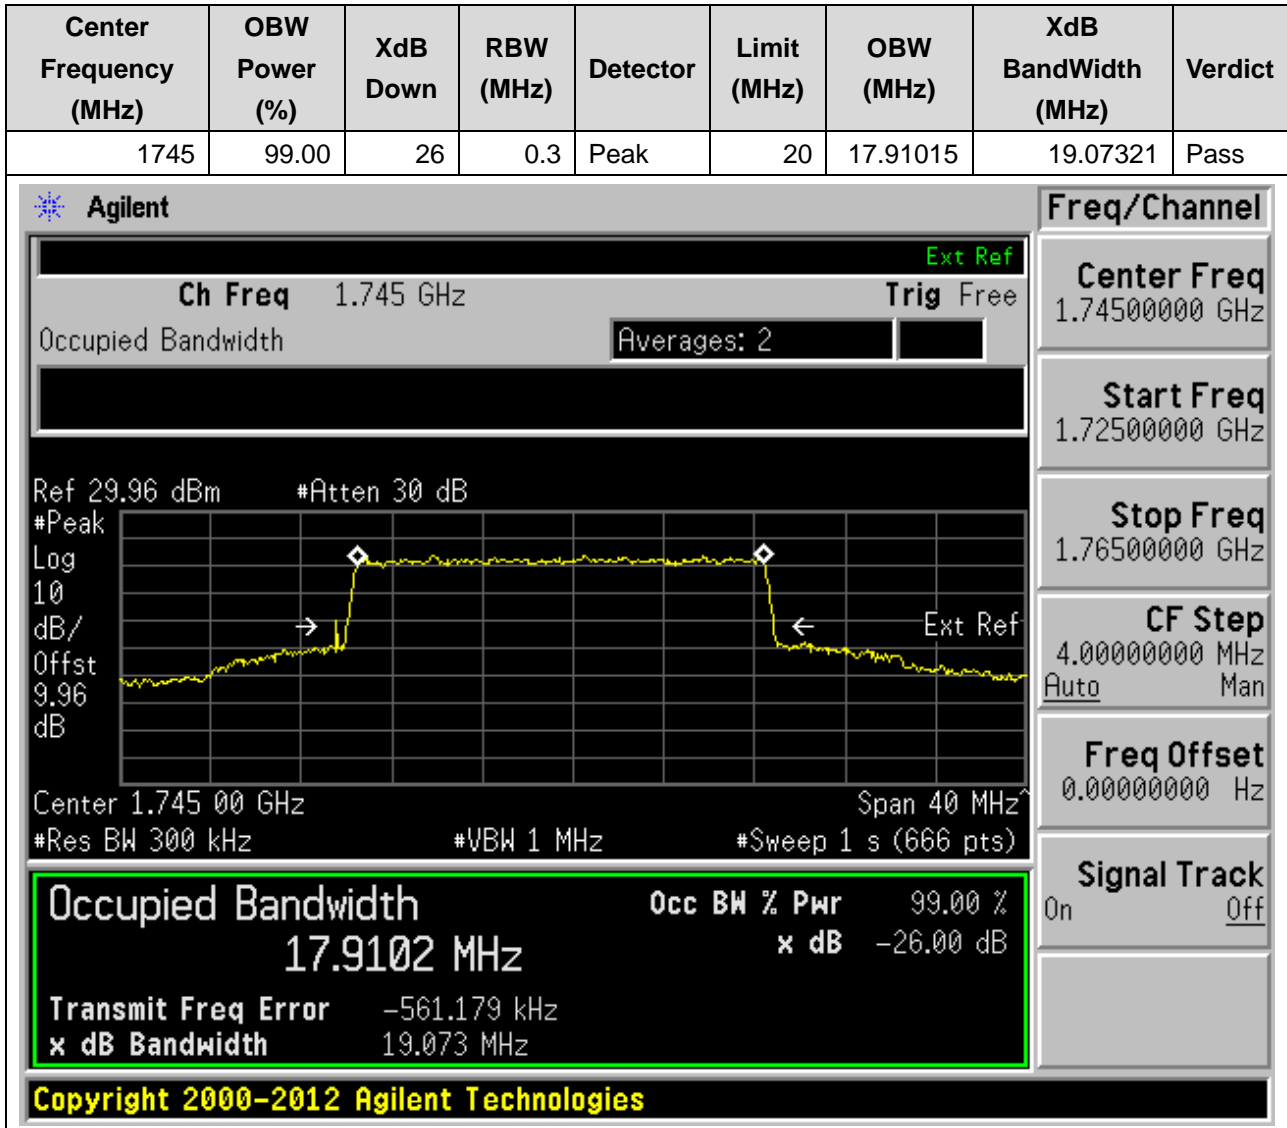 Center Frequency (MHz) OBW Power (%) XdB Down RBW (MHz) Detector Limit (MHz) OBW (MHz) XdB BandWidth (MHz) Verdict
1745 99.00 26 0.3 Peak 20 17.91015 19.07321 Pass
Agilent
Freq/Channel
Ext Ref
Ch Freq 1.745 GHz Trig Free
Occupied Bandwidth Averages: 2
Center Freq
1.74500000 GHz
Start Freq
1.72500000 GHz
Stop Freq
1.76500000 GHz
CF Step
4.00000000 MHz
Auto Man
Freq Offset
0.00000000 Hz
Signal Track
On Off
Ref 29.96 dBm #Atten 30 dB
#Peak
Log
10
dB/
Offst
9.96
dB
Ext Ref
Center 1.745 00 GHz Span 40 MHz^
#Res BW 300 kHz #VBW 1 MHz #Sweep 1 s (666 pts)
Occupied Bandwidth Occ BW % Pwr 99.00 %
17.9102 MHz x dB -26.00 dB
Transmit Freq Error -561.179 kHz
x dB Bandwidth 19.073 MHz
Copyright 2000-2012 Agilent Technologies